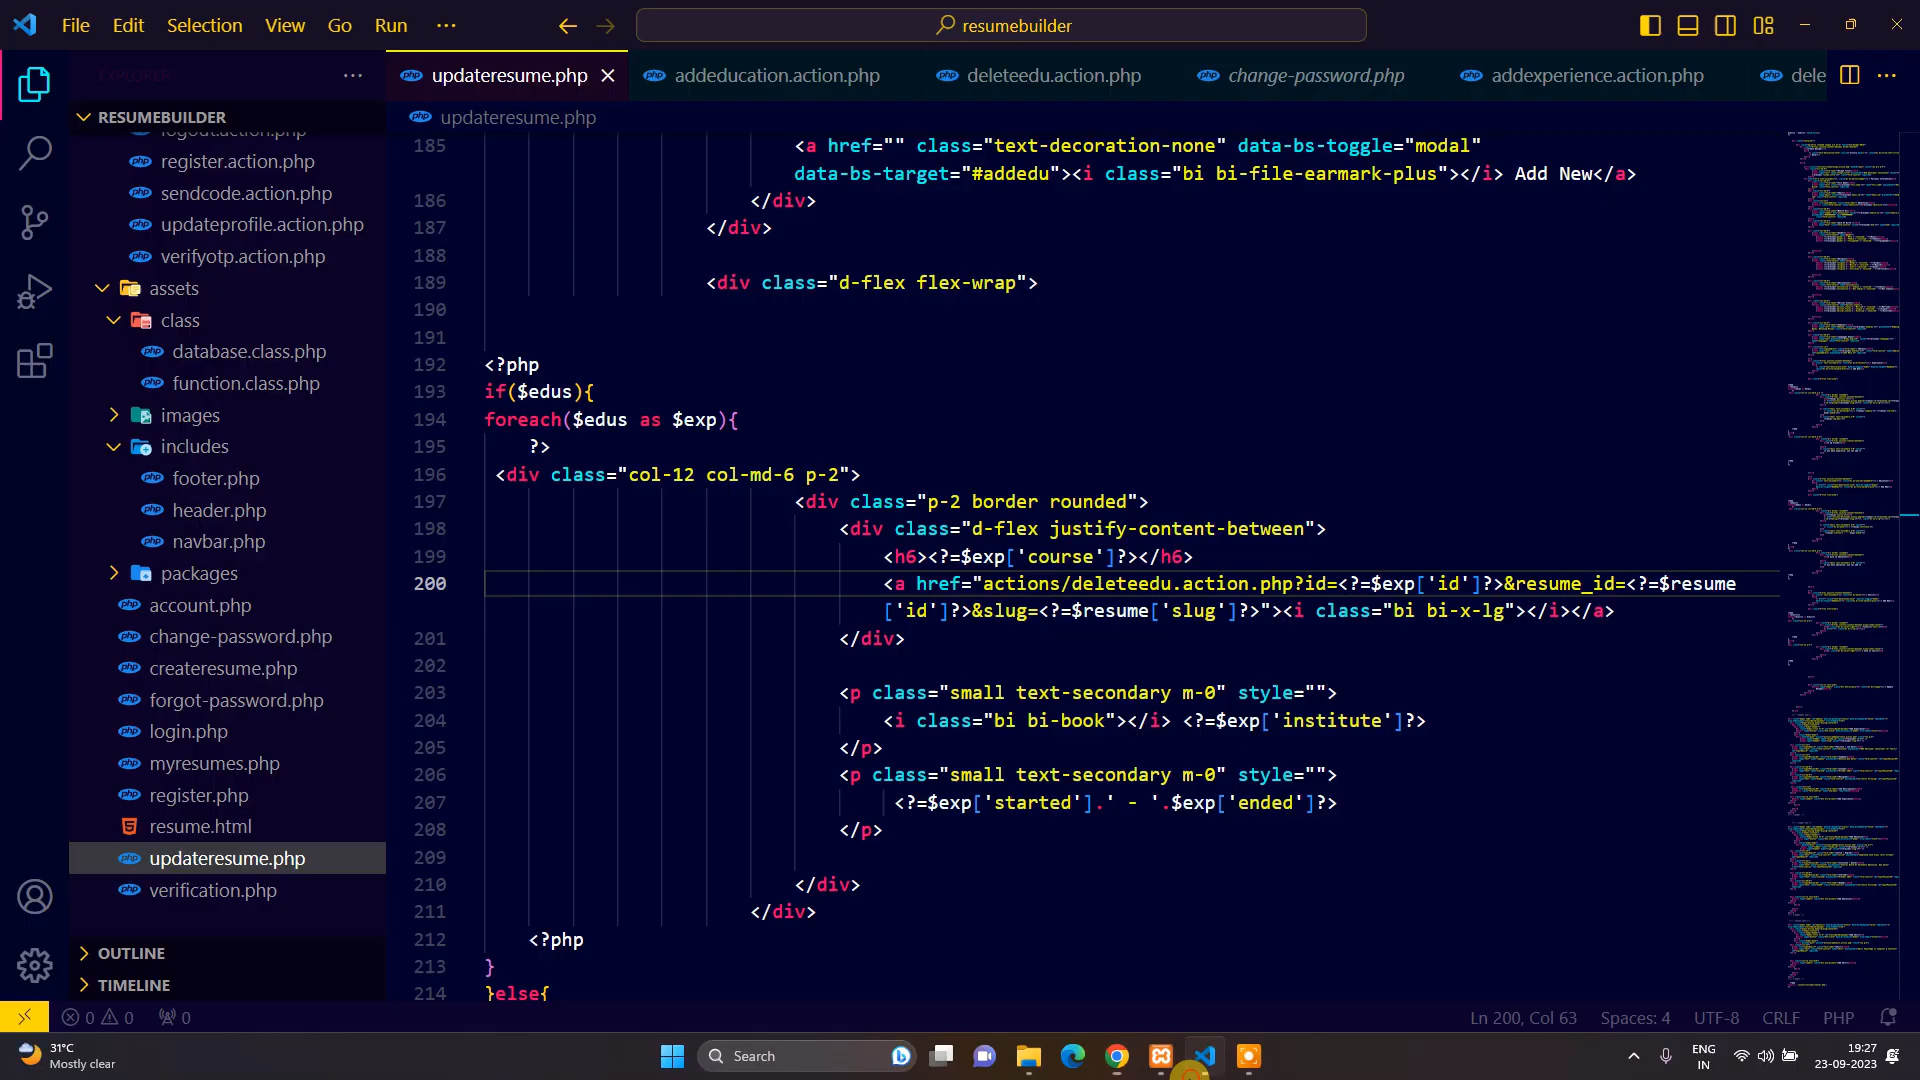 File Edit Selection View Go Run ···
resumebuilder
EXPLORER ···
updateresume.php addeducation.action.php deleteedu.action.php change-password.php addexperience.action.php dele
updateresume.php
RESUMEBUILDER
logout.action.php
register.action.php
sendcode.action.php
updateprofile.action.php
verifyotp.action.php
assets
class
database.class.php
function.class.php
images
includes
footer.php
header.php
navbar.php
packages
account.php
change-password.php
createresume.php
forgot-password.php
login.php
myresumes.php
register.php
resume.html
updateresume.php
verification.php
OUTLINE
TIMELINE
185 <a href="" class="text-decoration-none" data-bs-toggle="modal"
data-bs-target="#addedu"><i class="bi bi-file-earmark-plus"></i> Add New</a>
186 </div>
187 </div>
188
189 <div class="d-flex flex-wrap">
190
191
192 <?php
193 if($edus){
194 foreach($edus as $exp){
195 ?>
196 <div class="col-12 col-md-6 p-2">
197 <div class="p-2 border rounded">
198 <div class="d-flex justify-content-between">
199 <h6><?=$exp['course']?></h6>
200 <a href="actions/deleteedu.action.php?id=<?=$exp['id']?>&resume_id=<?=$resume
['id']?>&slug=<?=$resume['slug']?>"><i class="bi bi-x-lg"></i></a>
201 </div>
202
203 <p class="small text-secondary m-0" style="">
204 <i class="bi bi-book"></i> <?=$exp['institute']?>
205 </p>
206 <p class="small text-secondary m-0" style="">
207 <?=$exp['started'].' - '.$exp['ended']?>
208 </p>
209
210 </div>
211 </div>
212 <?php
213 }
214 }else{
0 0 0
Ln 200, Col 63 Spaces: 4 UTF-8 CRLF PHP
31°C
Mostly clear
Search
ENG
IN
19:27
23-09-2023